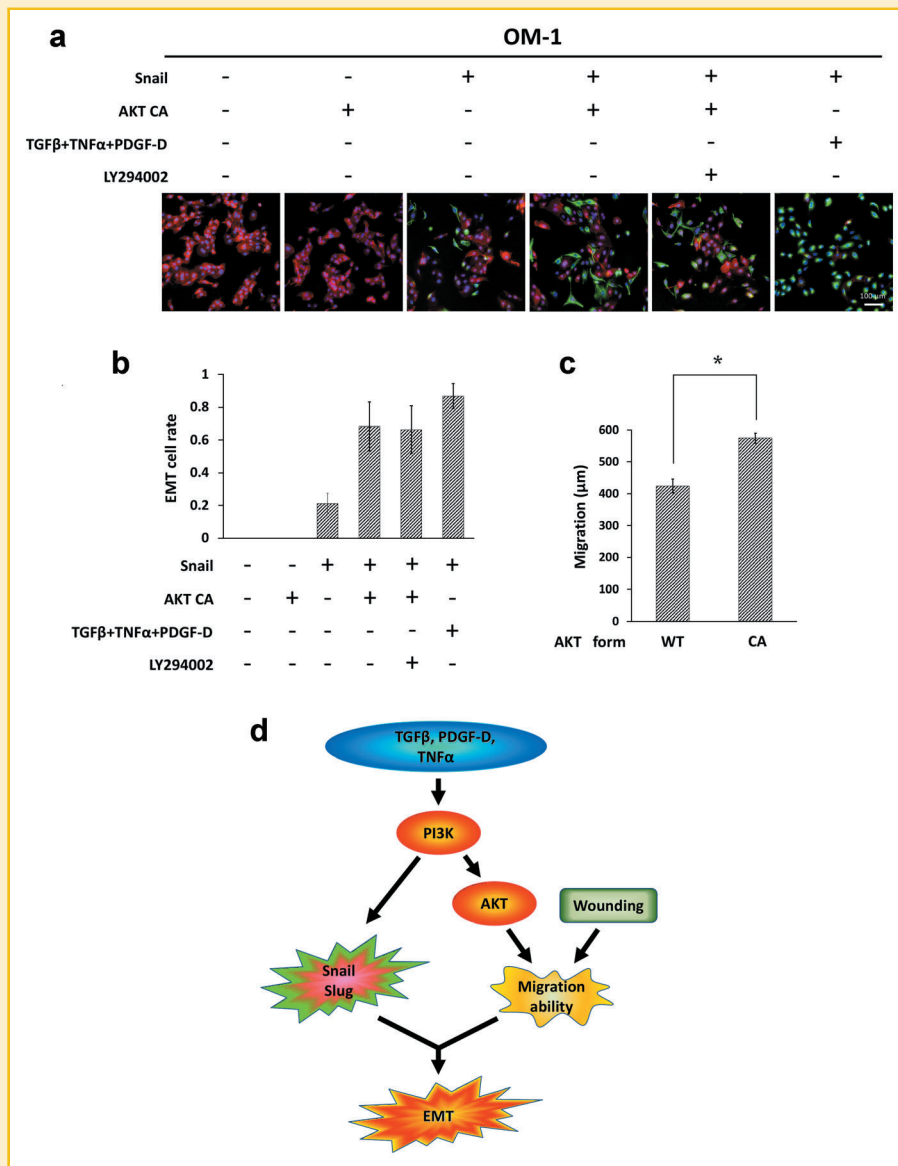 a
OM-1
Snail - - + + + +
AKT CA - + - + + -
TGFβ+TNFα+PDGF-D - - - - - +
LY294002 - - - - + -
100μm
b
EMT cell rate
1
0.8
0.6
0.4
0.2
0
Snail - - + + + +
AKT CA - + - + + -
TGFβ+TNFα+PDGF-D - - - - - +
LY294002 - - - - + -
c
*
Migration (μm)
600
500
400
300
200
100
0
AKT form WT CA
d
TGFβ, PDGF-D,
TNFα
PI3K
AKT
Wounding
Snail
Slug
Migration
ability
EMT